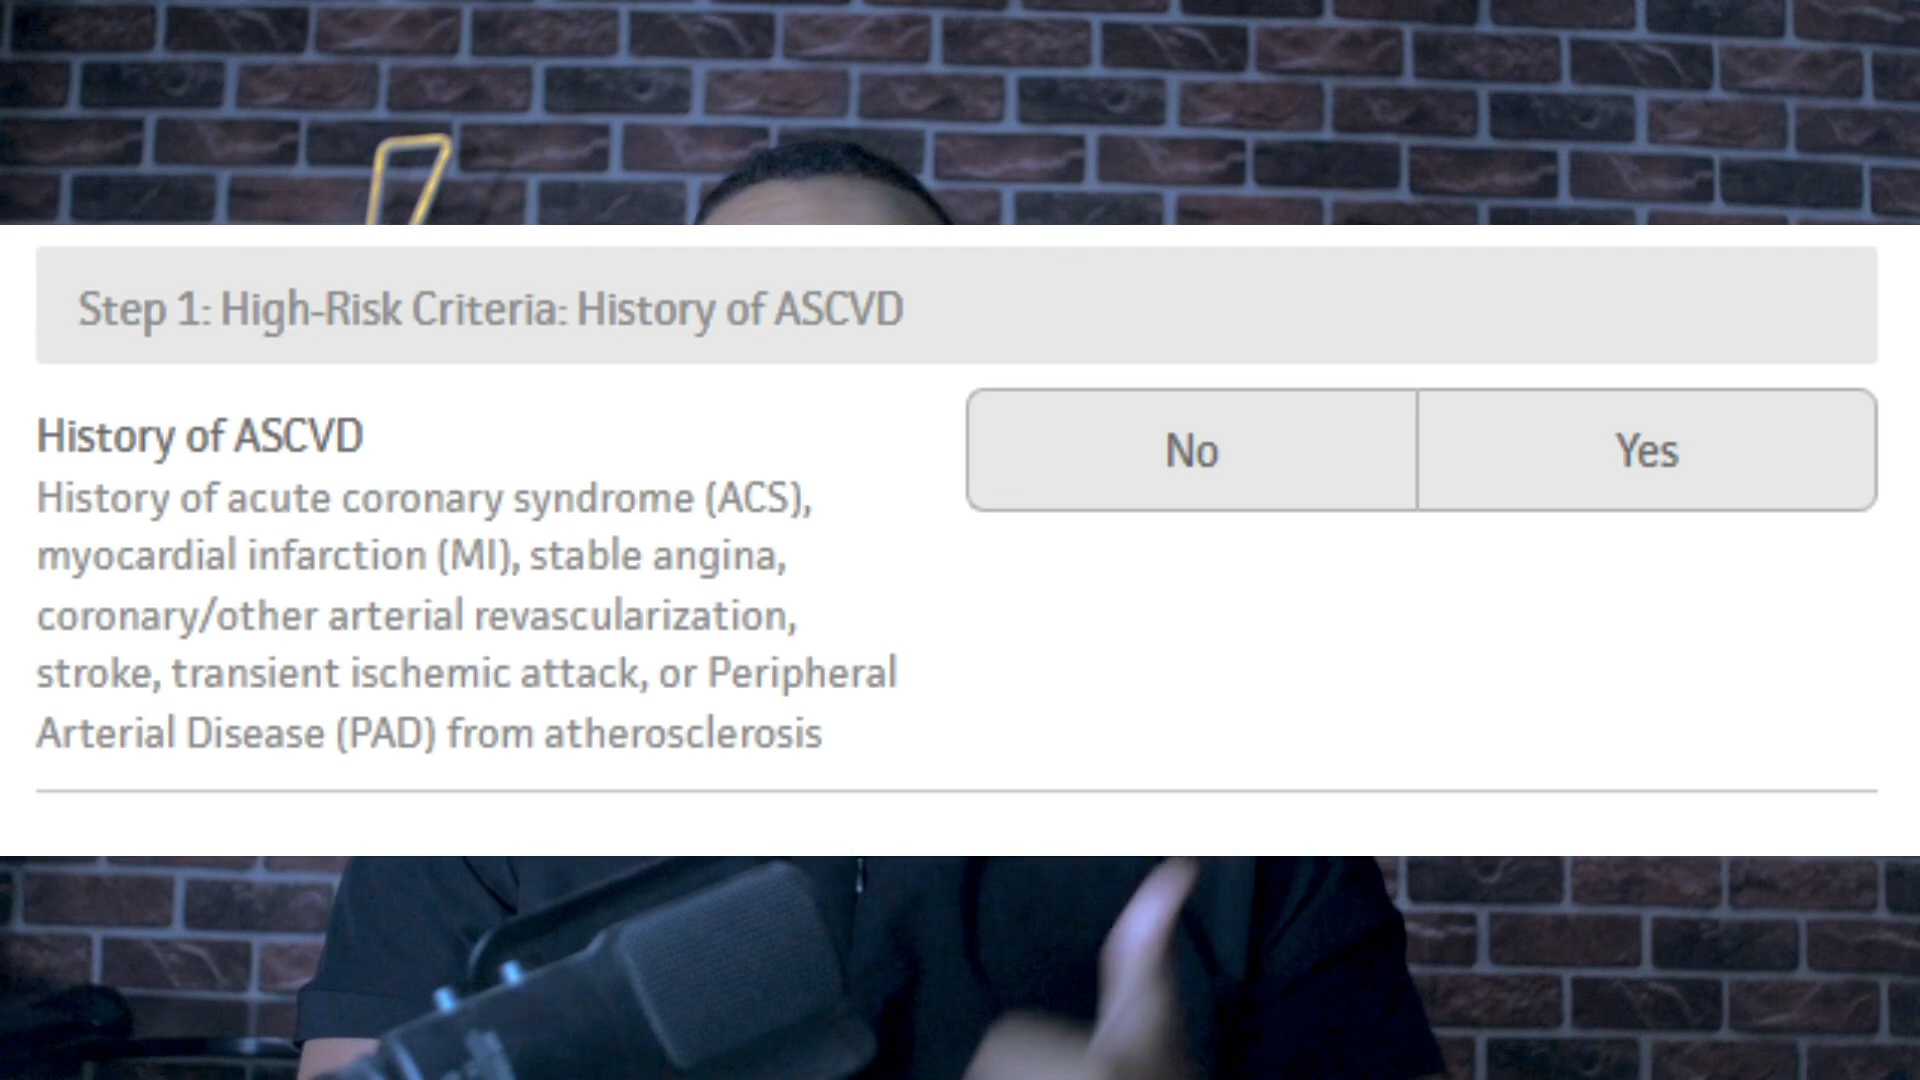 Step 1: High-Risk Criteria: History of ASCVD
History of ASCVD
No
Yes
History of acute coronary syndrome (ACS),
myocardial infarction (MI), stable angina,
coronary/other arterial revascularization,
stroke, transient ischemic attack, or Peripheral
Arterial Disease (PAD) from atherosclerosis